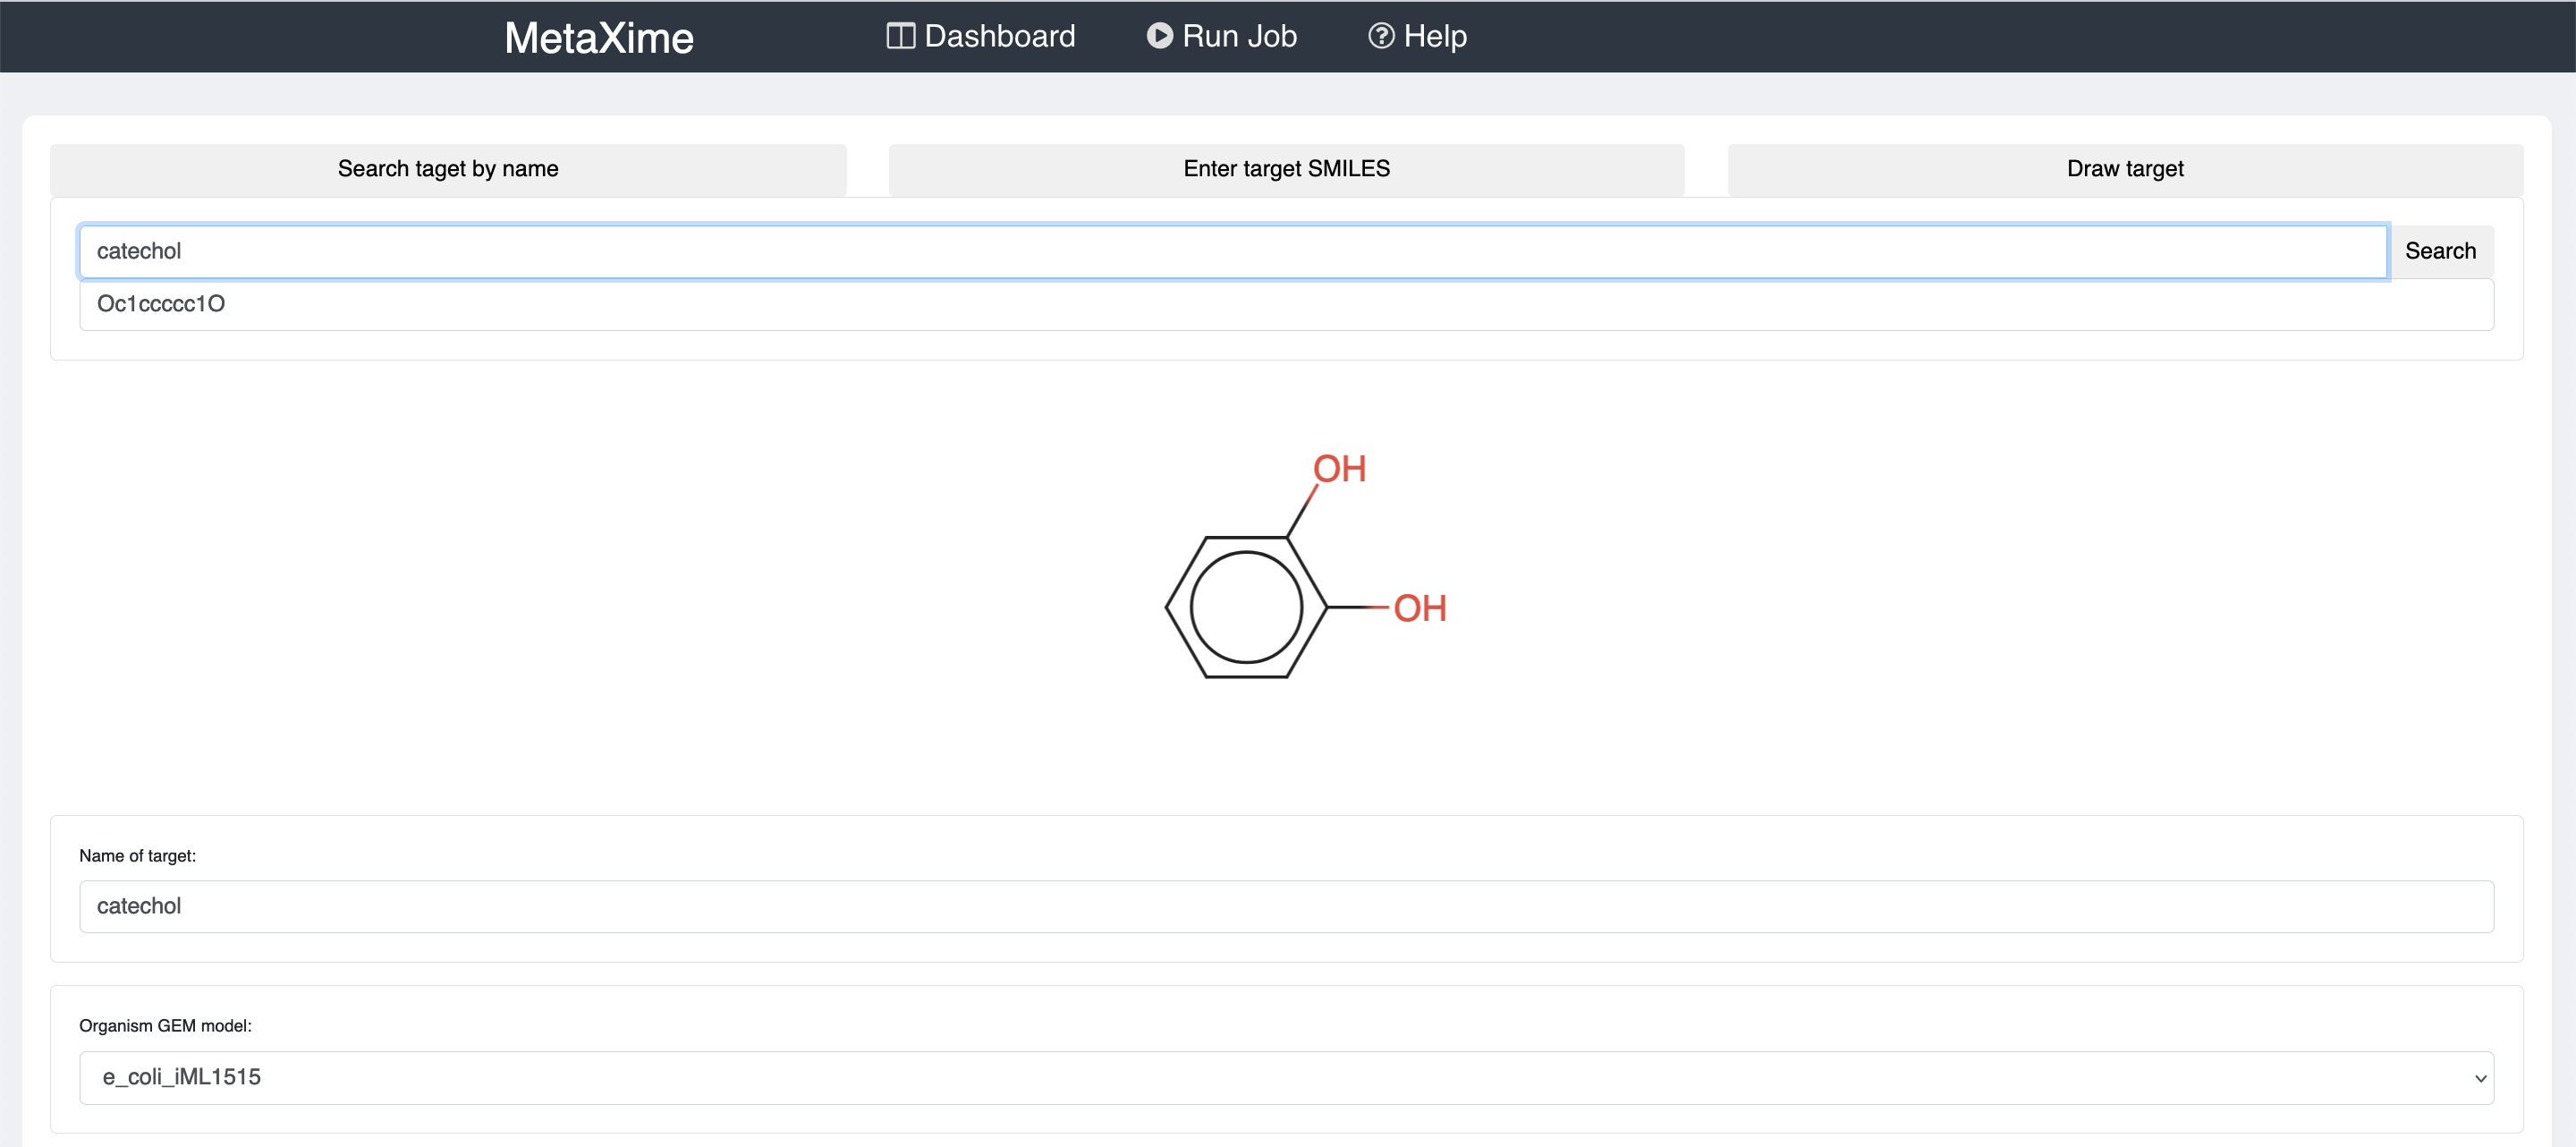 MetaXime Dashboard Run Job Help
Search taget by name Enter target SMILES Draw target
catechol Search
Oc1ccccc1O
OH
OH
Name of target:
catechol
Organism GEM model:
e_coli_iML1515